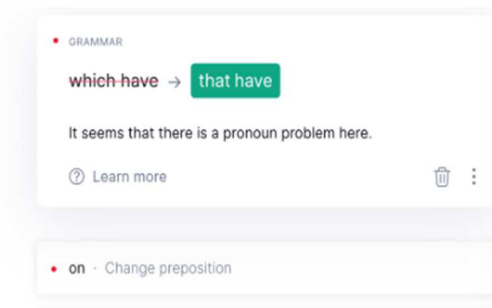 GRAMMAR
which have → that have
It seems that there is a pronoun problem here.
Learn more
on · Change preposition